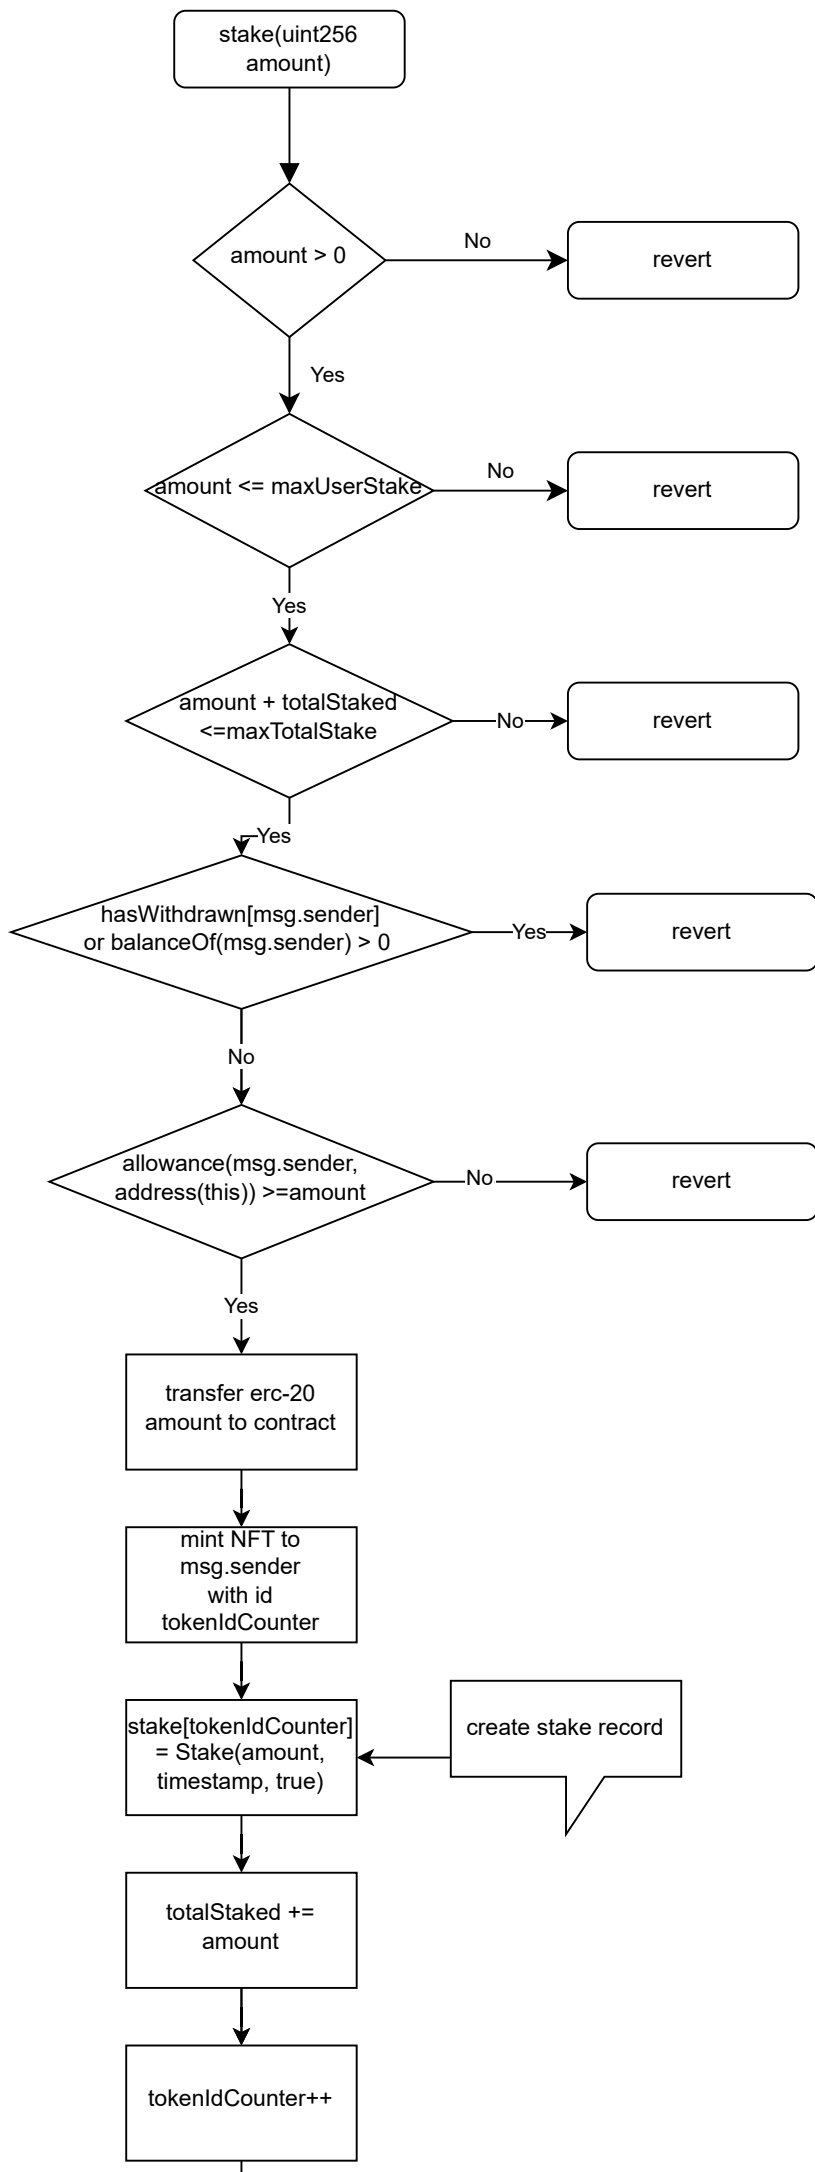 stake(uint256
amount)
amount > 0
No
revert
Yes
amount <= maxUserStake
No
revert
Yes
amount + totalStaked
<=maxTotalStake
No
revert
Yes
hasWithdrawn[msg.sender]
or balanceOf(msg.sender) > 0
Yes
revert
No
allowance(msg.sender,
address(this)) >=amount
No
revert
Yes
transfer erc-20
amount to contract
mint NFT to
msg.sender
with id
tokenIdCounter
stake[tokenIdCounter]
= Stake(amount,
timestamp, true)
create stake record
totalStaked +=
amount
tokenIdCounter++